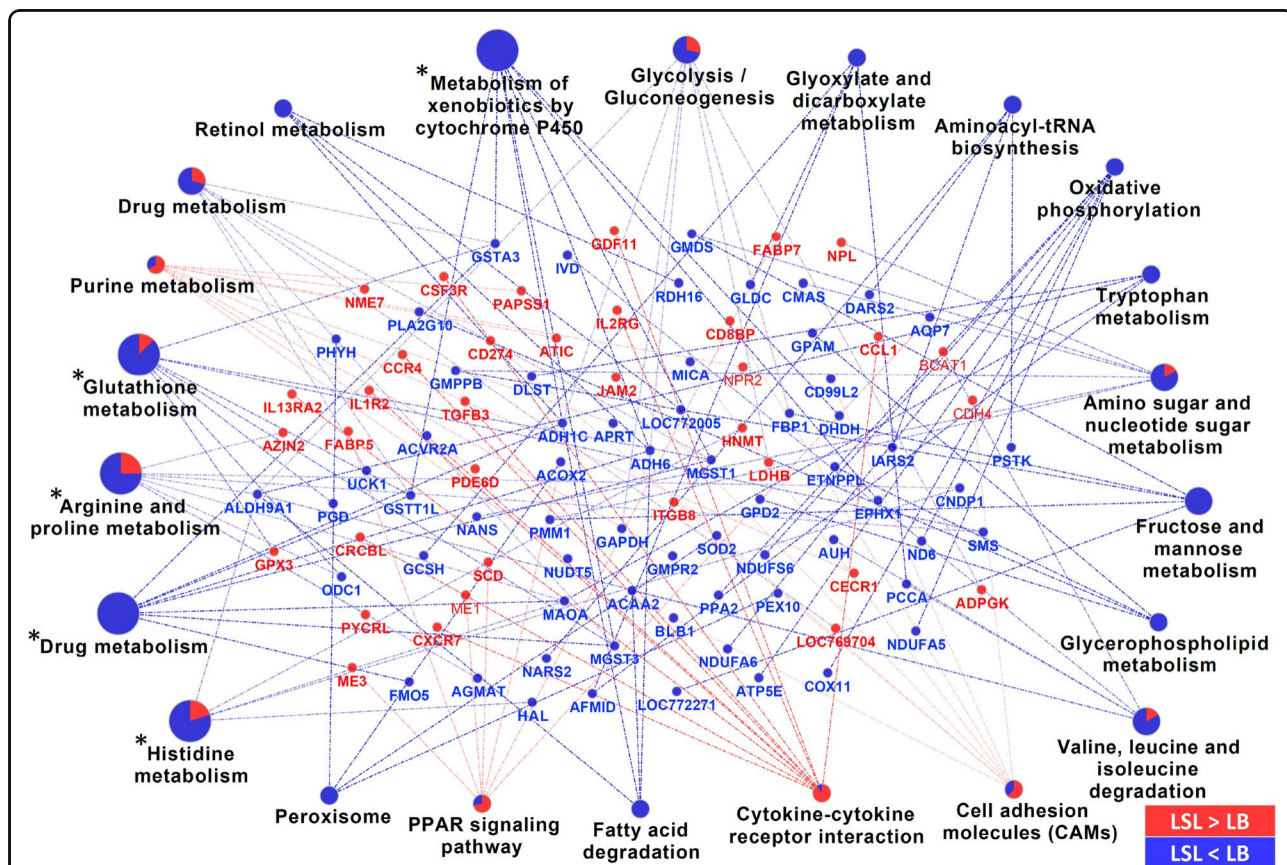 *Metabolism of
xenobiotics by
cytochrome P450
Glycolysis /
Gluconeogenesis
Glyoxylate and
dicarboxylate
metabolism
Aminoacyl-tRNA
biosynthesis
Retinol metabolism
Oxidative
phosphorylation
Drug metabolism
Purine metabolism
Tryptophan
metabolism
*Glutathione
metabolism
Amino sugar and
nucleotide sugar
metabolism
*Arginine and
proline metabolism
Fructose and
mannose
metabolism
*Drug metabolism
Glycerophospholipid
metabolism
*Histidine
metabolism
Valine, leucine and
isoleucine
degradation
Peroxisome
PPAR signaling
pathway
Fatty acid
degradation
Cytokine-cytokine
receptor interaction
Cell adhesion
molecules (CAMs)
GSTA3
IVD
GDF11
GMDS
FABP7
NPL
NME7
CSF3R
PAPSS1
RDH16
GLDC
CMAS
DARS2
PLA2G10
IL2RG
CD8BP
AQP7
PHYH
CCR4
CD274
ATIC
GPAM
CCL1
BCAT1
GMPPB
DLST
JAM2
MICA
NPR2
CD99L2
CDH4
IL13RA2
IL1R2
TGFB3
LOC772005
FBP1
DHDH
AZIN2
FABP5
ACVR2A
ADH1C
APRT
HNMT
IARS2
PSTK
UCK1
PDE6D
ACOX2
ADH6
MGST1
LDHB
ETNPPL
CNDP1
ALDH9A1
PGD
GSTT1L
NANS
PMM1
ITGB8
GPD2
EPHX1
GPX3
CRCBL
GAPDH
SOD2
AUH
ND6
SMS
ODC1
GCSH
SCD
NUDT5
GMPR2
NDUFS6
CECR1
PCCA
ADPGK
PYCRL
ME1
MAOA
ACAA2
PPA2
PEX10
CXCR7
BLB1
LOC769704
NDUFA5
ME3
NARS2
MGST3
NDUFA6
FMO5
AGMAT
HAL
AFMID
LOC772271
ATP5E
COX11
LSL > LB
LSL < LB